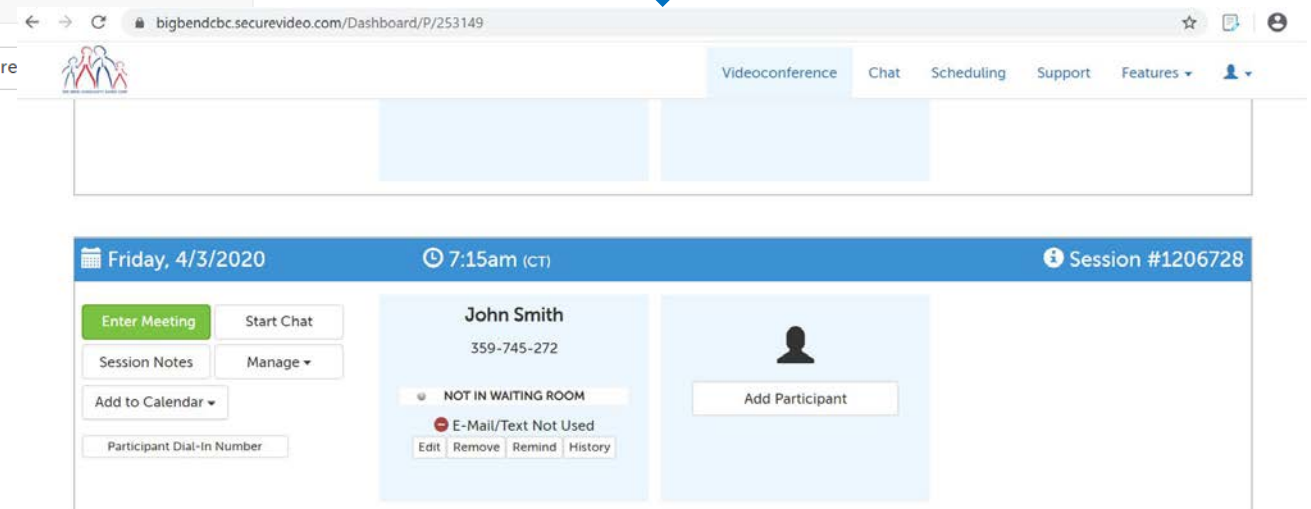 bigbendcbc.securevideo.com/Dashboard/P/253149
re
Videoconference Chat Scheduling Support Features
Friday, 4/3/2020 7:15am (CT) Session #1206728
Enter Meeting Start Chat
Session Notes Manage
Add to Calendar
Participant Dial-In Number
John Smith
359-745-272
NOT IN WAITING ROOM
E-Mail/Text Not Used
Edit Remove Remind History
Add Participant